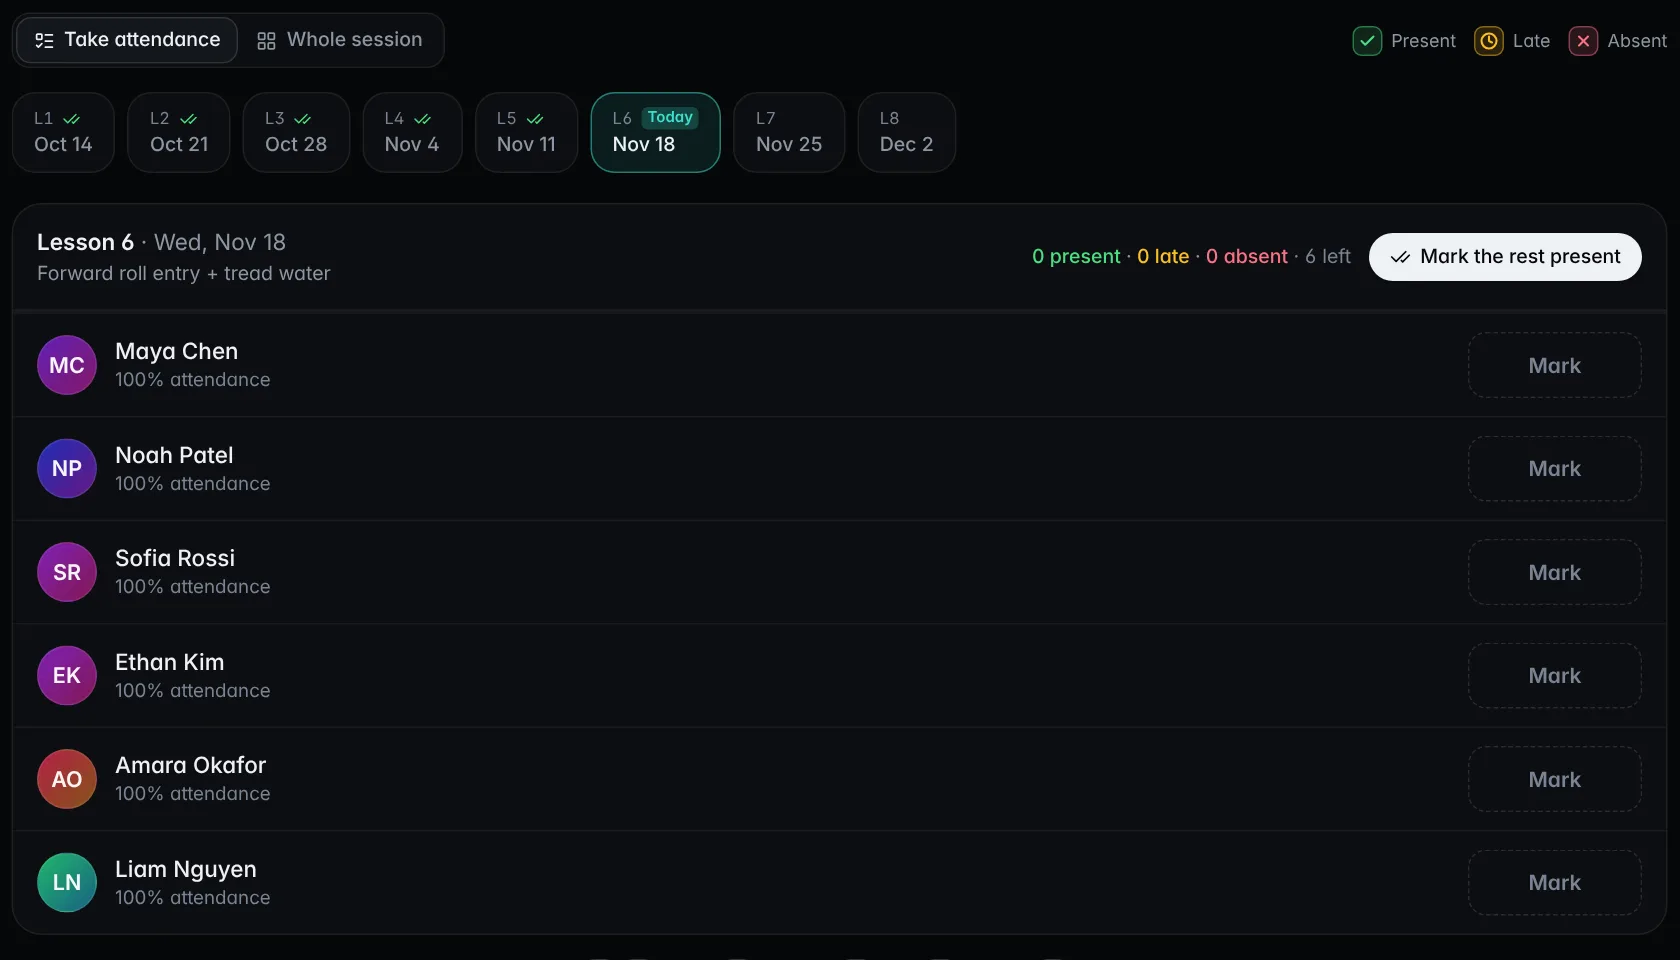 Take attendance
Whole session
Present
Late
Absent
L1
Oct 14
L2
Oct 21
L3
Oct 28
L4
Nov 4
L5
Nov 11
L6 Today
Nov 18
L7
Nov 25
L8
Dec 2
Lesson 6 · Wed, Nov 18
Forward roll entry + tread water
0 present · 0 late · 0 absent · 6 left
Mark the rest present
MC
Maya Chen
100% attendance
Mark
NP
Noah Patel
100% attendance
Mark
SR
Sofia Rossi
100% attendance
Mark
EK
Ethan Kim
100% attendance
Mark
AO
Amara Okafor
100% attendance
Mark
LN
Liam Nguyen
100% attendance
Mark